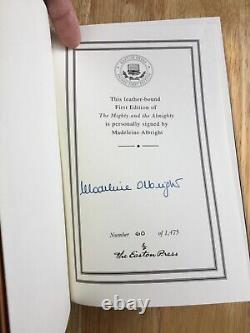 This leather-bound
First Edition of
The Mighty and the Almighty
is personally signed by
Madeleine Albright
Madeleine Albright
Number 60 of 1,475
The Easton Press